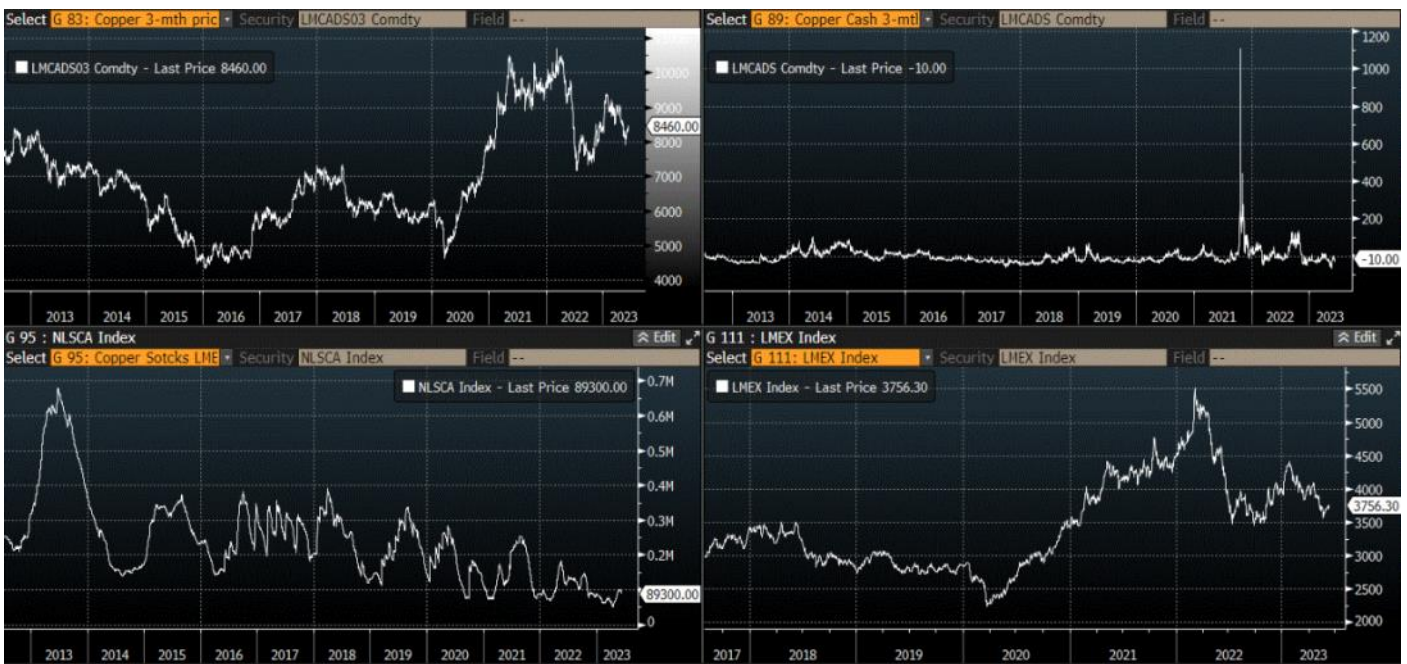 Select G 83: Copper 3-mth pric Security LMCADS03 Comdty Field --
LMCADS03 Comdty - Last Price 8460.00
10000
9000
8460.00
8000
7000
6000
5000
4000
2013 2014 2015 2016 2017 2018 2019 2020 2021 2022 2023
Select G 89: Copper Cash 3-mtl Security LMCADS Comdty Field --
LMCADS Comdty - Last Price -10.00
1200
1000
800
600
400
200
-10.00
2013 2014 2015 2016 2017 2018 2019 2020 2021 2022 2023
G 95 : NLSCA Index Edit
Select G 95: Copper Sotcks LME Security NLSCA Index Field --
NLSCA Index - Last Price 89300.00
0.7M
0.6M
0.5M
0.4M
0.3M
0.2M
89300.00
0
2013 2014 2015 2016 2017 2018 2019 2020 2021 2022 2023
G 111 : LMEX Index Edit
Select G 111: LMEX Index Security LMEX Index Field --
LMEX Index - Last Price 3756.30
5500
5000
4500
4000
3756.30
3500
3000
2500
2000
2017 2018 2019 2020 2021 2022 2023